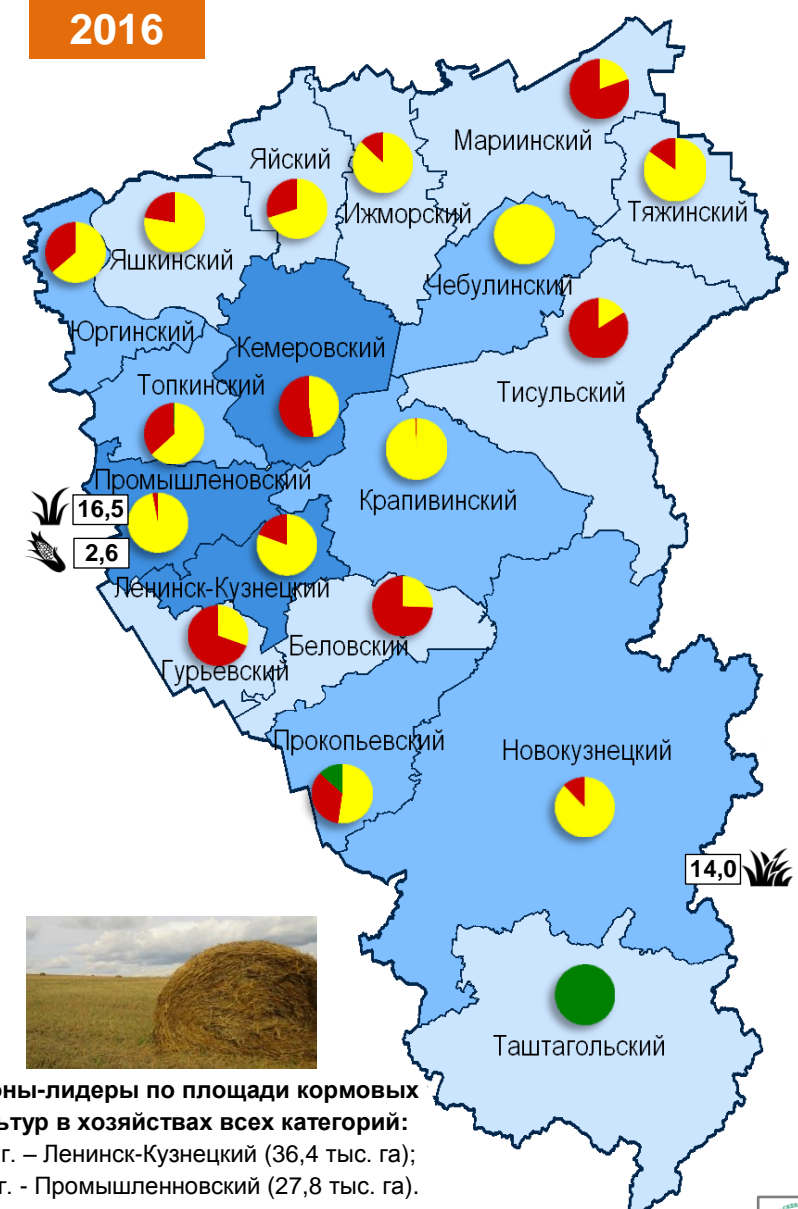 2016
Мариинский
Яйский
Ижморский
Тяжинский
Яшкинский
Чебулинский
Юргинский
Кемеровский
Топкинский
Тисульский
Промышленовский
16,5
Крапивинский
2,6
Ленинск-Кузнецкий
Беловский
Гурьевский
Прокопьевский
Новокузнецкий
14,0
Таштагольский
ны-лидеры по площади кормовых
ьтур в хозяйствах всех категорий:
г. – Ленинск-Кузнецкий (36,4 тыс. га);
г. - Промышленновский (27,8 тыс. га).